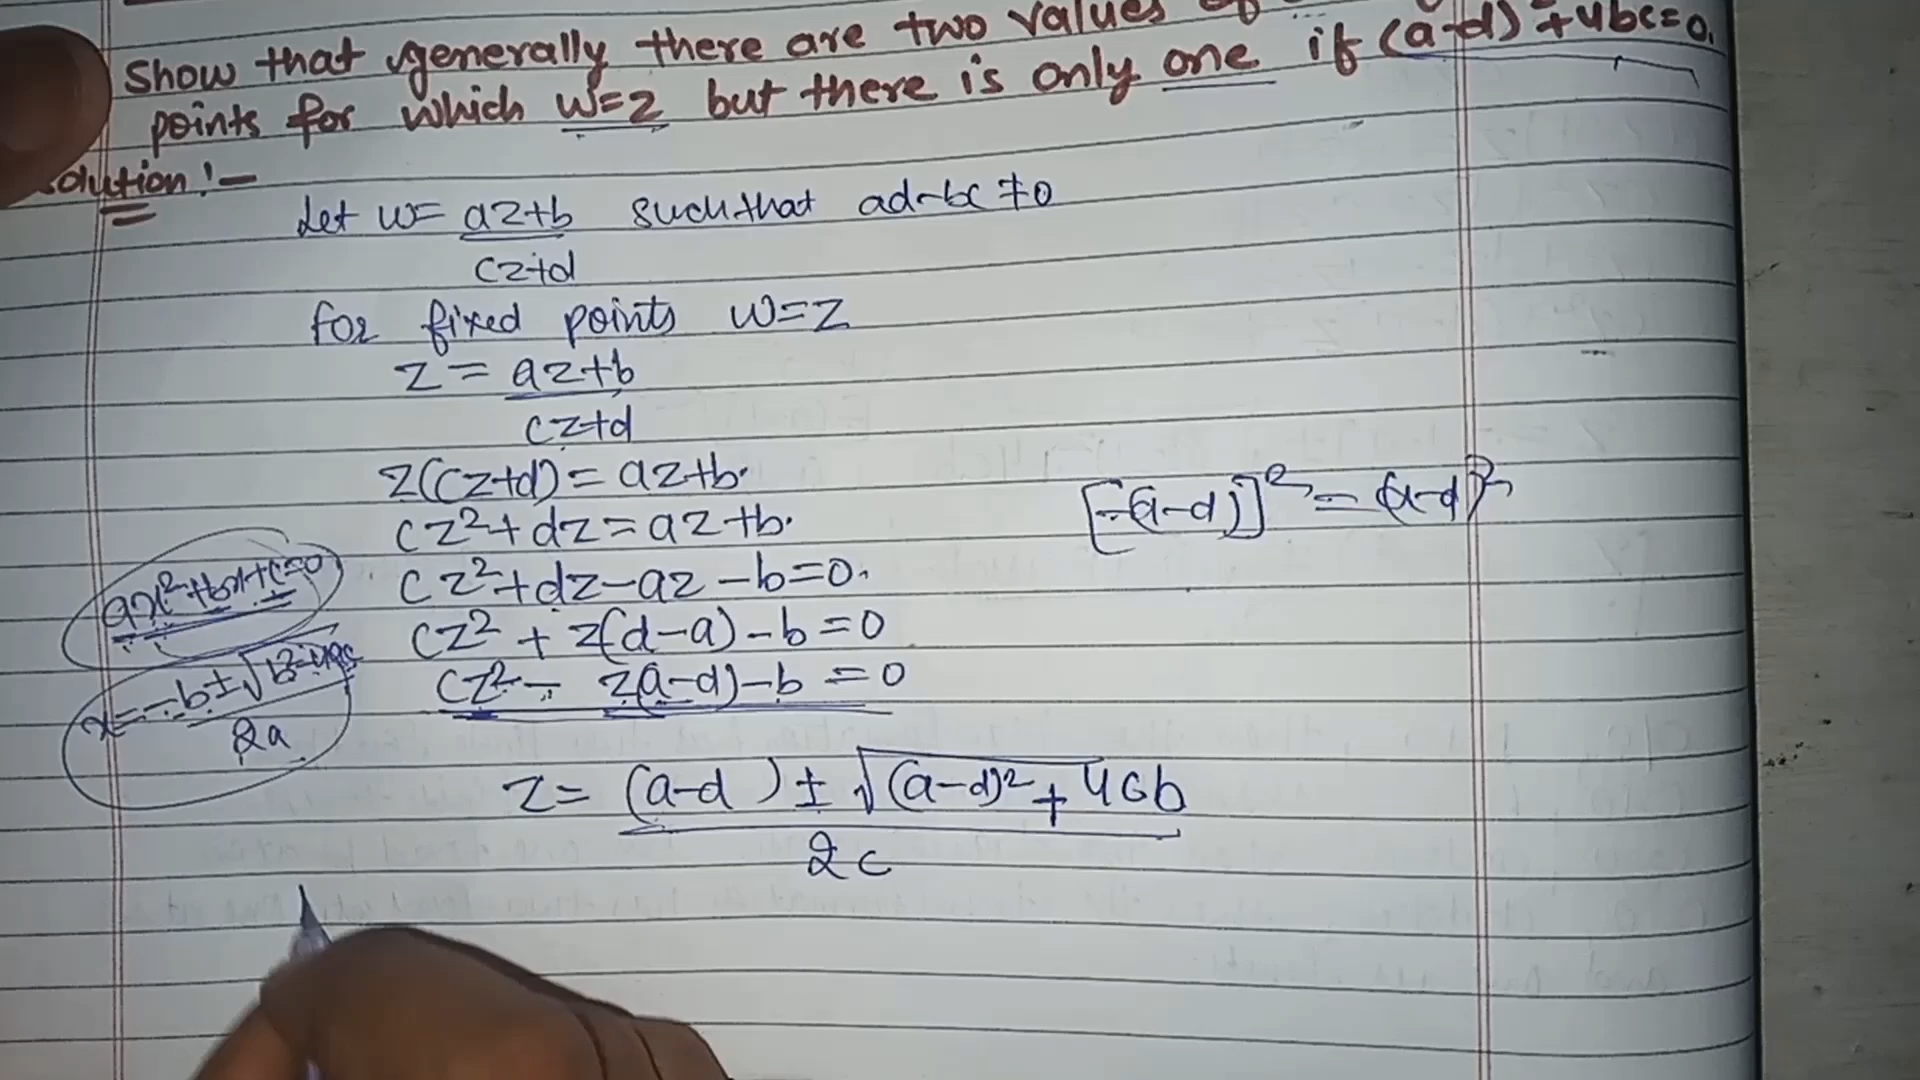 Show that generally there are two values
points for which w=z but there is only one if (a-d)²+4bc=0.
Solution:-
Let w= az+b such that ad-bc≠0
cz+d
for fixed points w=z
z= az+b
cz+d
z(cz+d)= az+b.
cz²+dz=az+b.
cz²+dz-az-b=0.
cz²+z(d-a)-b=0
cz²- z(a-d)-b=0
z= (a-d)±√(a-d)²+4cb
2c
ax²+bx+c=0
x=-b±√b²-4ac
2a
[-(a-d)]²=(a-d)²